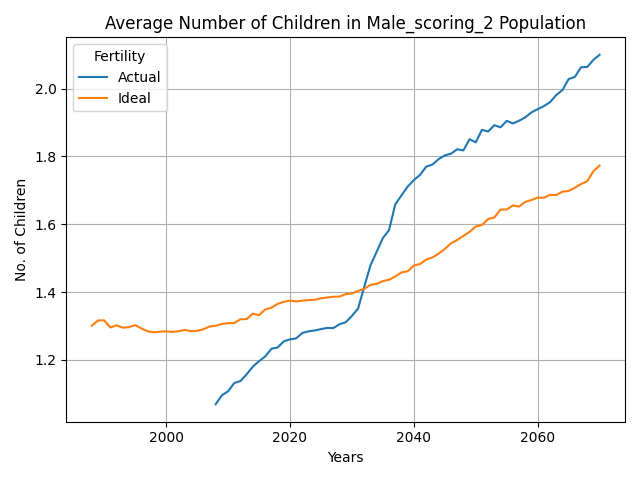 Average Number of Children in Male_scoring_2 Population
Fertility
Actual
Ideal
No. of Children
2.0
1.8
1.6
1.4
1.2
2000
2020
2040
2060
Years